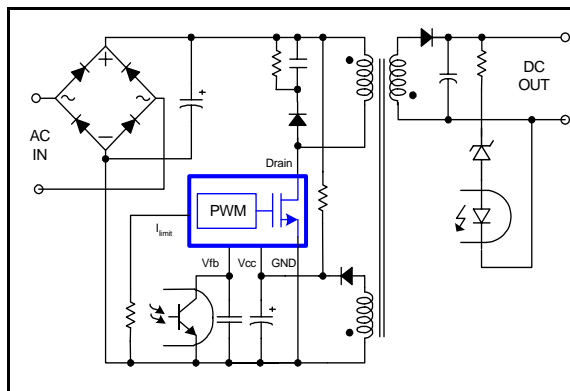 AC
IN
DC
OUT
Drain
PWM
Ilimit
Vfb
Vcc
GND